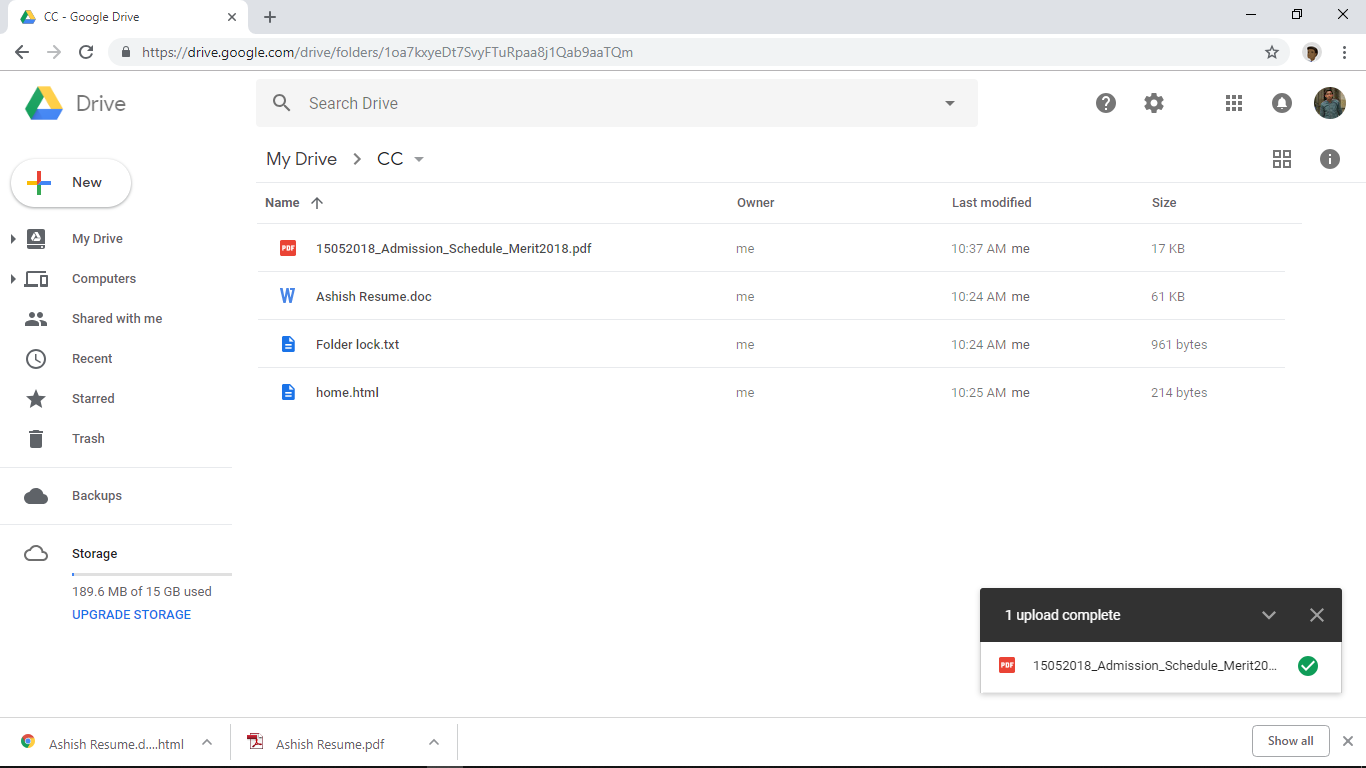 CC - Google Drive
https://drive.google.com/drive/folders/1oa7kxyeDt7SvyFTuRpaa8j1Qab9aaTQm
Drive
Search Drive
My Drive > CC
New
Name Owner Last modified Size
My Drive
15052018_Admission_Schedule_Merit2018.pdf me 10:37 AM me 17 KB
Computers
Ashish Resume.doc me 10:24 AM me 61 KB
Shared with me
Folder lock.txt me 10:24 AM me 961 bytes
Recent
home.html me 10:25 AM me 214 bytes
Starred
Trash
Backups
Storage
189.6 MB of 15 GB used
UPGRADE STORAGE
1 upload complete
PDF 15052018_Admission_Schedule_Merit20...
Ashish Resume.d....html
Ashish Resume.pdf
Show all